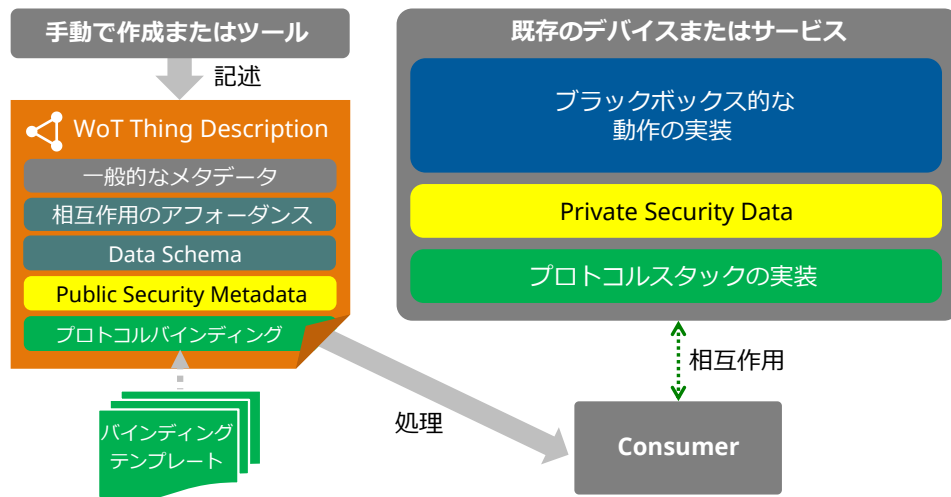 手動で作成またはツール
記述
WoT Thing Description
一般的なメタデータ
相互作用のアフォーダンス
Data Schema
Public Security Metadata
プロトコルバインディング
バインディング
テンプレート
既存のデバイスまたはサービス
ブラックボックス的な
動作の実装
Private Security Data
プロトコルスタックの実装
相互作用
処理
Consumer